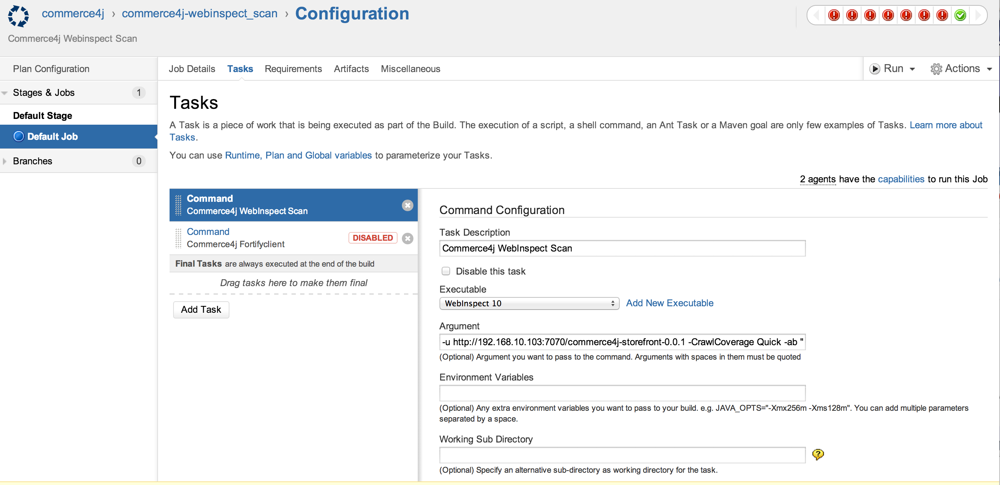 commerce4j › commerce4j-webinspect_scan › Configuration
Commerce4j Webinspect Scan
Plan Configuration
Stages & Jobs 1
Default Stage
Default Job
Branches 0
Job Details Tasks Requirements Artifacts Miscellaneous
Run Actions
Tasks
A Task is a piece of work that is being executed as part of the Build. The execution of a script, a shell command, an Ant Task or a Maven goal are only few examples of Tasks. Learn more about
Tasks.
You can use Runtime, Plan and Global variables to parameterize your Tasks.
2 agents have the capabilities to run this Job
Command
Commerce4j WebInspect Scan
Command
Commerce4j Fortifyclient
DISABLED
Final Tasks are always executed at the end of the build
Drag tasks here to make them final
Add Task
Command Configuration
Task Description
Commerce4j WebInspect Scan
Disable this task
Executable
WebInspect 10 Add New Executable
Argument
-u http://192.168.10.103:7070/commerce4j-storefront-0.0.1 -CrawlCoverage Quick -ab "
(Optional) Argument you want to pass to the command. Arguments with spaces in them must be quoted
Environment Variables
(Optional) Any extra environment variables you want to pass to your build. e.g. JAVA_OPTS="-Xmx256m -Xms128m". You can add multiple parameters
separated by a space.
Working Sub Directory
(Optional) Specify an alternative sub-directory as working directory for the task.